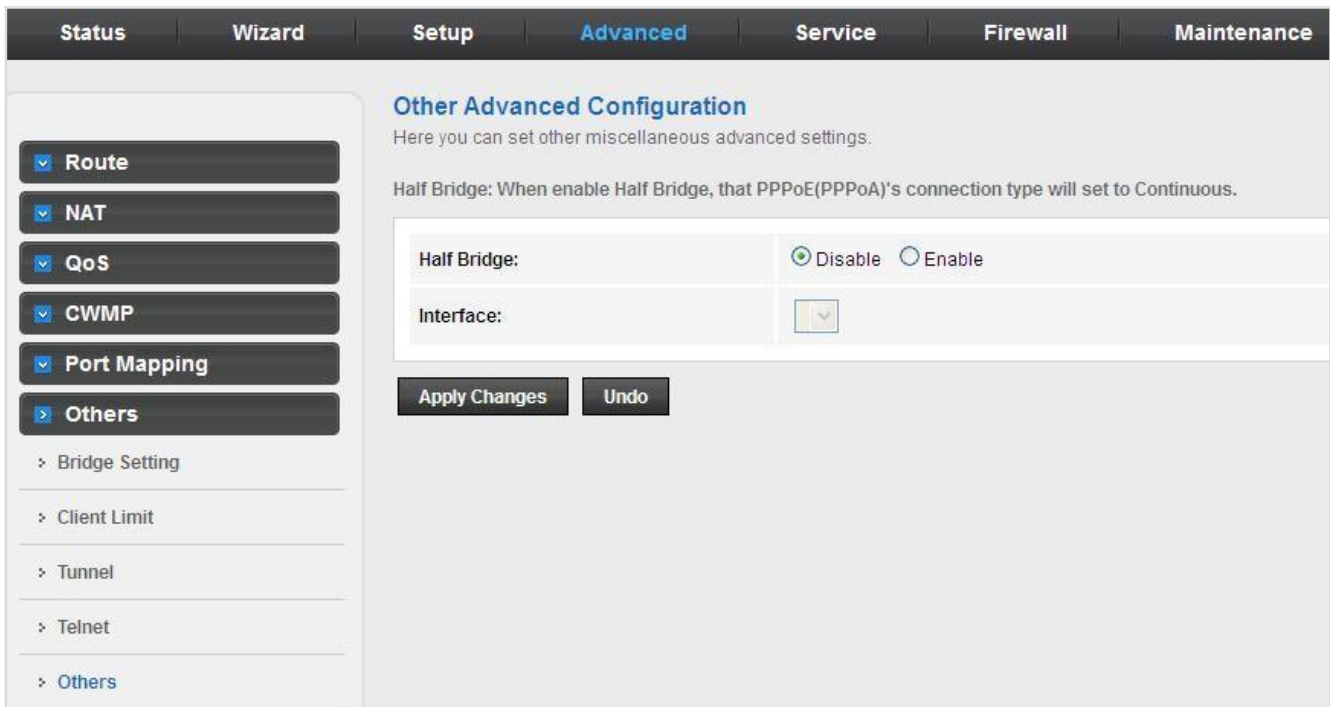 Status Wizard Setup Advanced Service Firewall Maintenance
Route
NAT
QoS
CWMP
Port Mapping
Others
Bridge Setting
Client Limit
Tunnel
Telnet
Others
Other Advanced Configuration
Here you can set other miscellaneous advanced settings.
Half Bridge: When enable Half Bridge, that PPPoE(PPPoA)'s connection type will set to Continuous.
Half Bridge: Disable Enable
Interface:
Apply Changes Undo